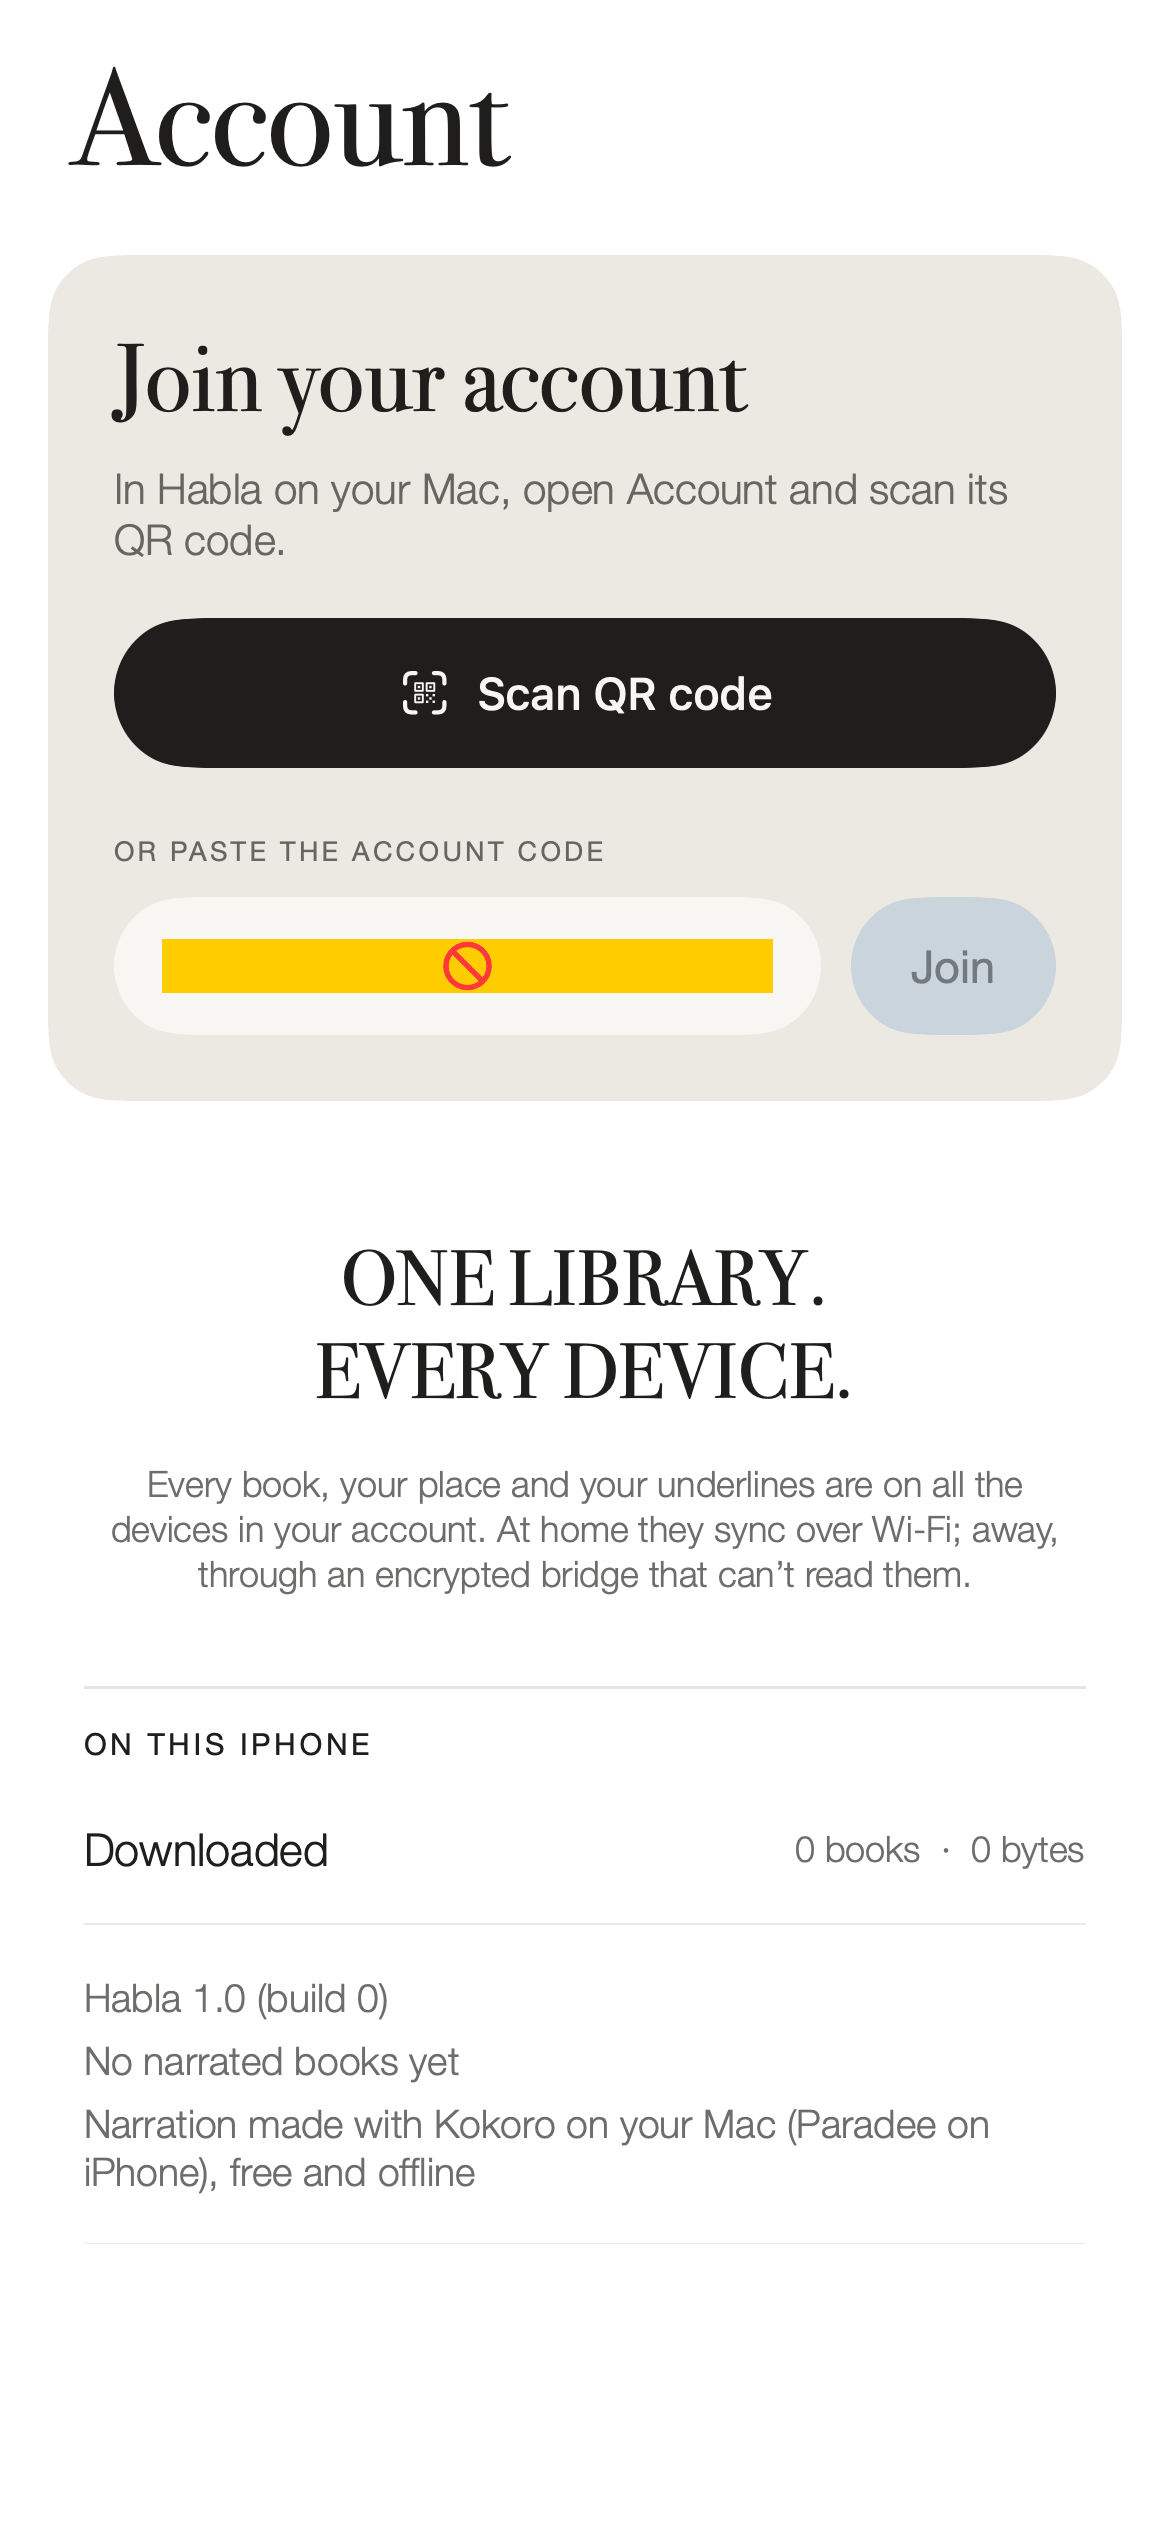 Account
Join your account
In Habla on your Mac, open Account and scan its
QR code.
Scan QR code
OR PASTE THE ACCOUNT CODE
Join
ONE LIBRARY.
EVERY DEVICE.
Every book, your place and your underlines are on all the
devices in your account. At home they sync over Wi-Fi; away,
through an encrypted bridge that can’t read them.
ON THIS IPHONE
Downloaded
0 books · 0 bytes
Habla 1.0 (build 0)
No narrated books yet
Narration made with Kokoro on your Mac (Paradee on
iPhone), free and offline